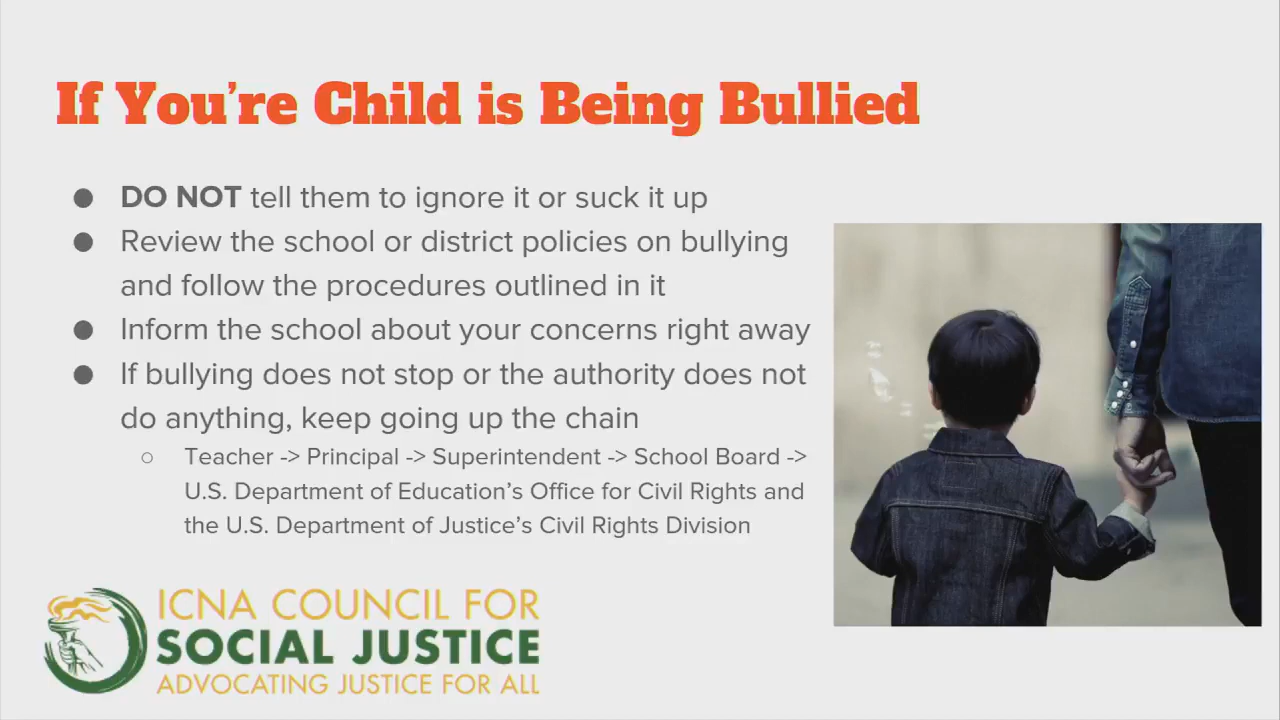 If You’re Child is Being Bullied
● DO NOT tell them to ignore it or suck it up
● Review the school or district policies on bullying
and follow the procedures outlined in it
● Inform the school about your concerns right away
● If bullying does not stop or the authority does not
do anything, keep going up the chain
○ Teacher -> Principal -> Superintendent -> School Board ->
U.S. Department of Education’s Office for Civil Rights and
the U.S. Department of Justice’s Civil Rights Division
ICNA COUNCIL FOR
SOCIAL JUSTICE
ADVOCATING JUSTICE FOR ALL